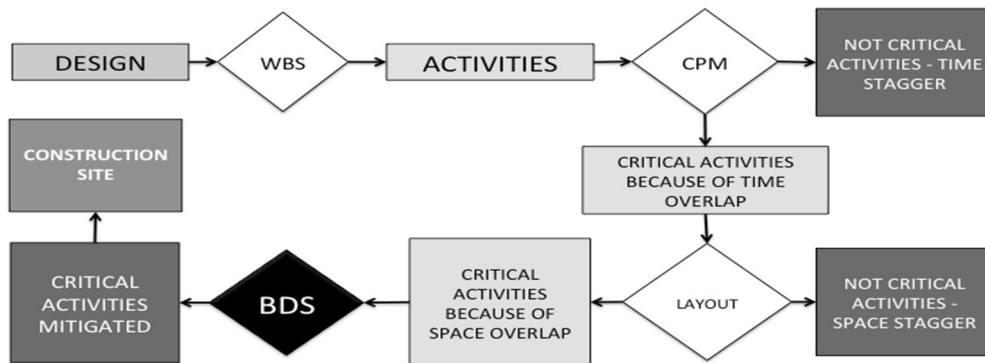 DESIGN
WBS
ACTIVITIES
CPM
NOT CRITICAL
ACTIVITIES - TIME
STAGGER
CRITICAL ACTIVITIES
BECAUSE OF TIME
OVERLAP
LAYOUT
NOT CRITICAL
ACTIVITIES -
SPACE STAGGER
CRITICAL
ACTIVITIES
BECAUSE OF
SPACE OVERLAP
BDS
CRITICAL
ACTIVITIES
MITIGATED
CONSTRUCTION
SITE